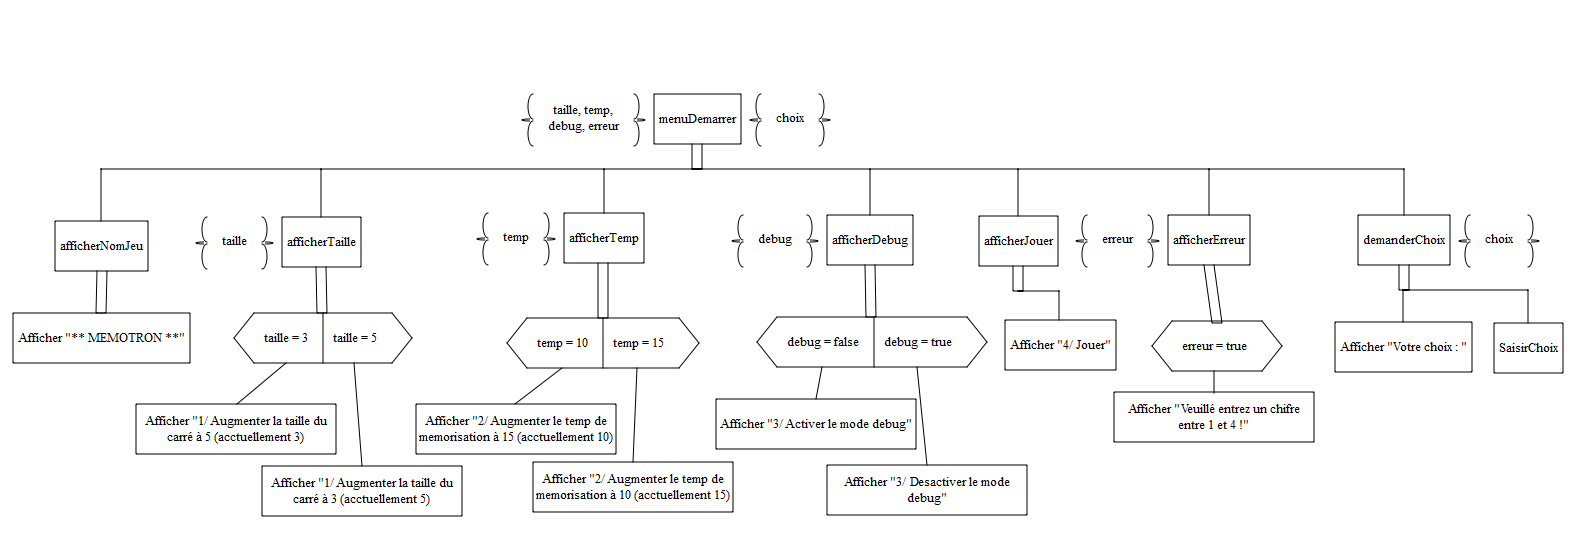 taille, temp,
debug, erreur
menuDemarrer
choix
afficherNomJeu
taille
afficherTaille
temp
afficherTemp
debug
afficherDebug
afficherJouer
erreur
afficherErreur
demanderChoix
choix
Afficher "** MEMOTRON **"
taille = 3
taille = 5
temp = 10
temp = 15
debug = false
debug = true
Afficher "4/ Jouer"
erreur = true
Afficher "Votre choix : "
SaisirChoix
Afficher "1/ Augmenter la taille du
carré à 5 (acctuellement 3)
Afficher "1/ Augmenter la taille du
carré à 3 (acctuellement 5)
Afficher "2/ Augmenter le temp de
memorisation à 15 (acctuellement 10)
Afficher "2/ Augmenter le temp de
memorisation à 10 (acctuellement 15)
Afficher "3/ Activer le mode debug"
Afficher "3/ Desactiver le mode
debug"
Afficher "Veuillé entrez un chifre
entre 1 et 4 !"